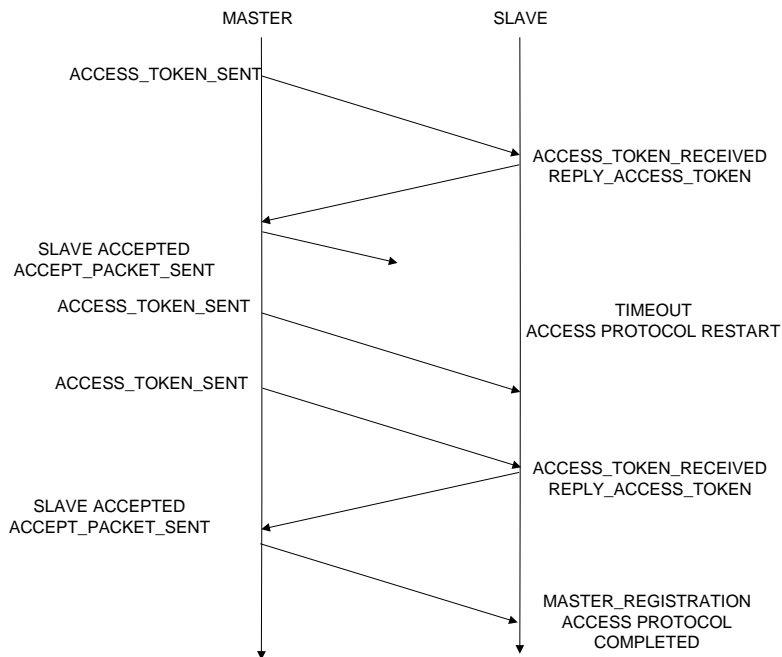 MASTER
SLAVE
ACCESS_TOKEN_SENT
ACCESS_TOKEN_RECEIVED
REPLY_ACCESS_TOKEN
SLAVE ACCEPTED
ACCEPT_PACKET_SENT
ACCESS_TOKEN_SENT
TIMEOUT
ACCESS PROTOCOL RESTART
ACCESS_TOKEN_SENT
ACCESS_TOKEN_RECEIVED
REPLY_ACCESS_TOKEN
SLAVE ACCEPTED
ACCEPT_PACKET_SENT
MASTER_REGISTRATION
ACCESS PROTOCOL
COMPLETED